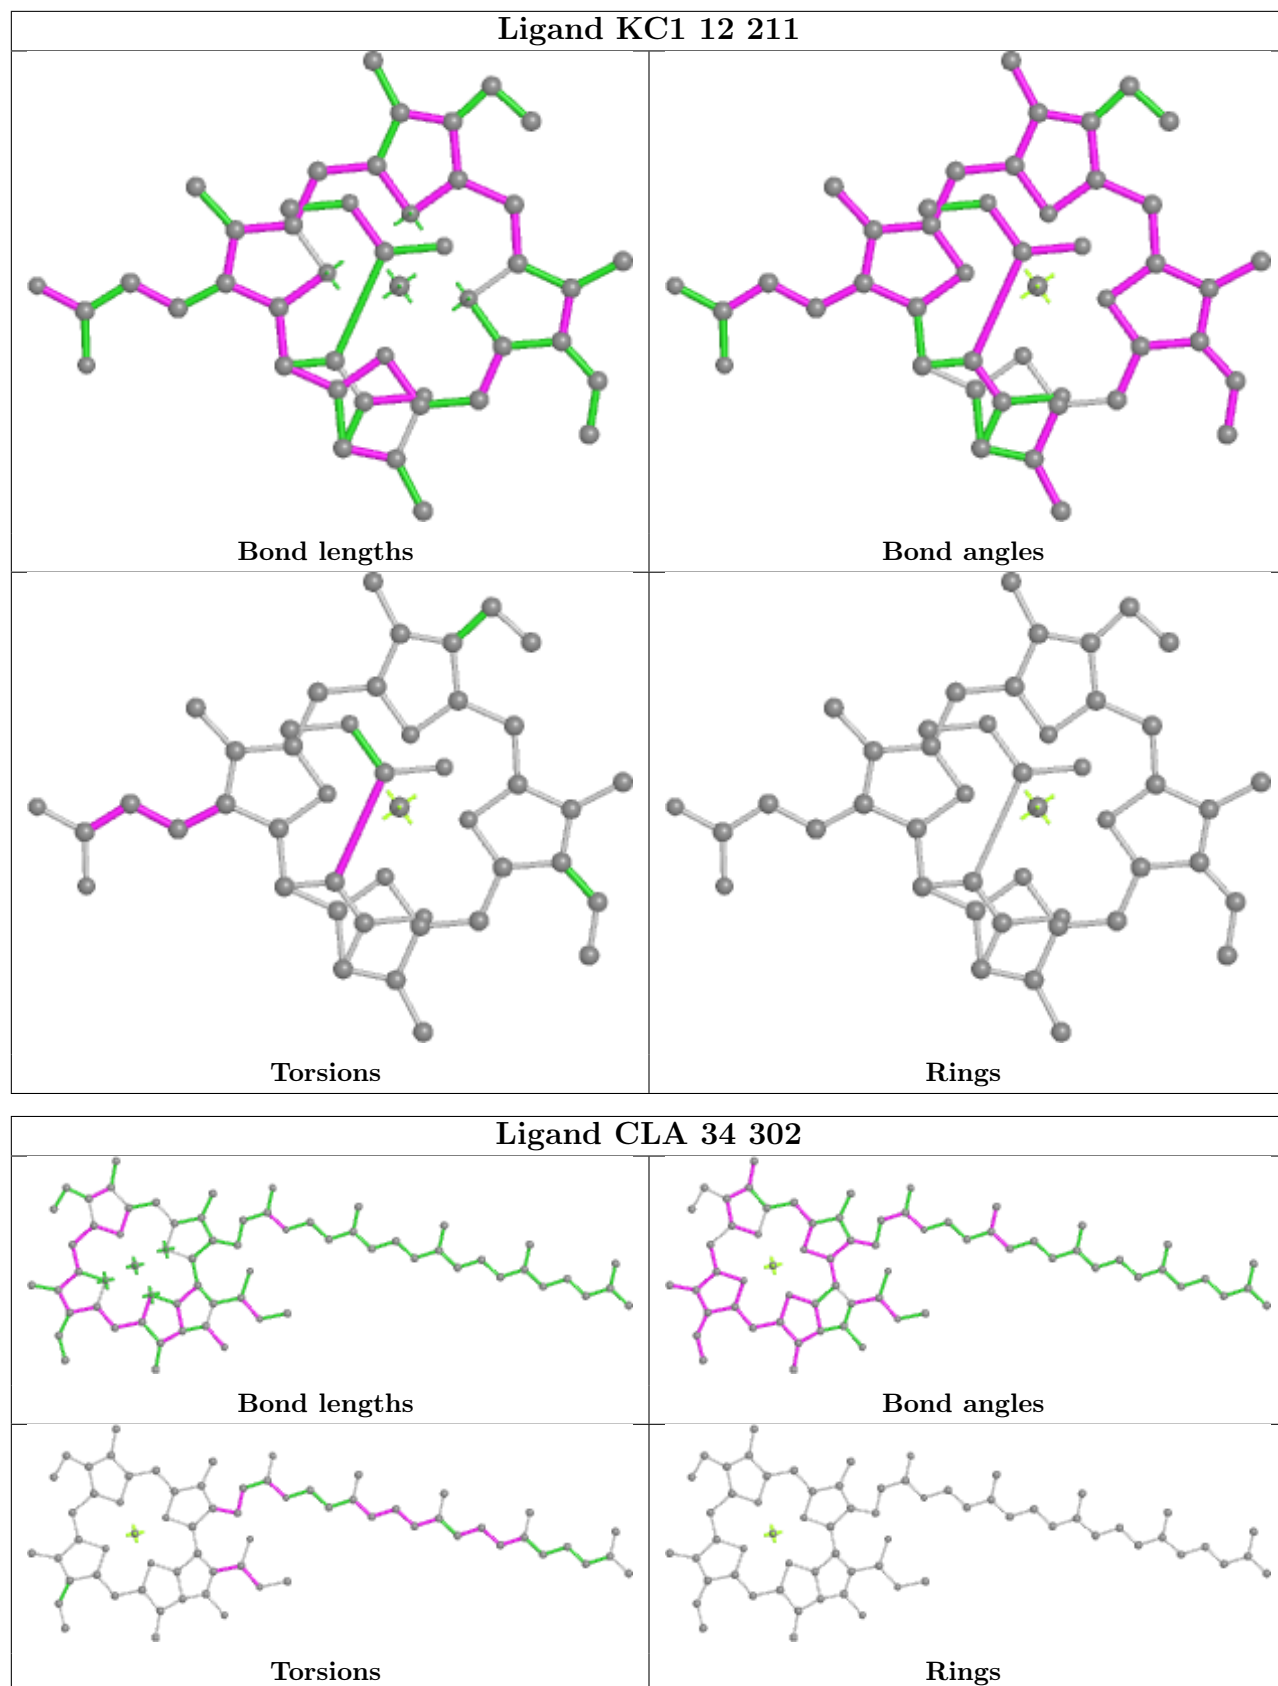 Ligand KC1 12 211
Bond lengths
Bond angles
Torsions
Rings
Ligand CLA 34 302
Bond lengths
Bond angles
Torsions
Rings